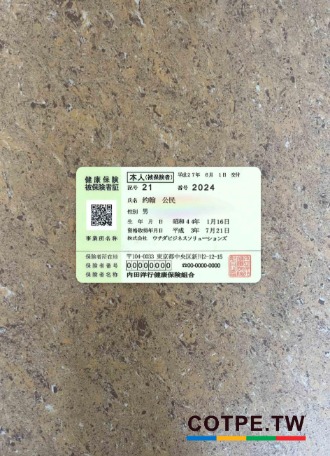 健康保険
被保険者証
本人(被保険者)
平成27年 6月 1日 交付
記号 21 番号 2024
氏名 約翰 公民
性別 男
生年月日 昭和44年 1月16日
資格取得年月日 平成 3年 7月21日
事業所名称 株式会社 ウチダビジネスソリューションズ
保険者所在地 〒104-0033 東京都中央区新川2-12-15
保険者番号 00000000 ☎00-0000-0000
保険者名称 内田洋行健康保険組合
COTPE.TW